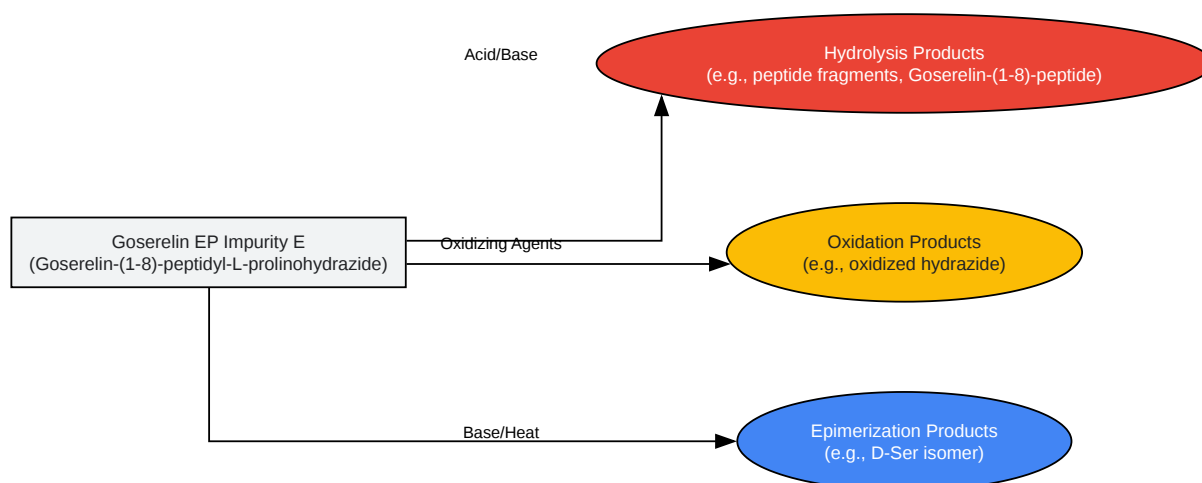 Acid/Base
Hydrolysis Products
(e.g., peptide fragments, Goserelin-(1-8)-peptide)
Goserelin EP Impurity E
(Goserelin-(1-8)-peptidyl-L-prolinohydrazide)
Oxidizing Agents
Oxidation Products
(e.g., oxidized hydrazide)
Base/Heat
Epimerization Products
(e.g., D-Ser isomer)